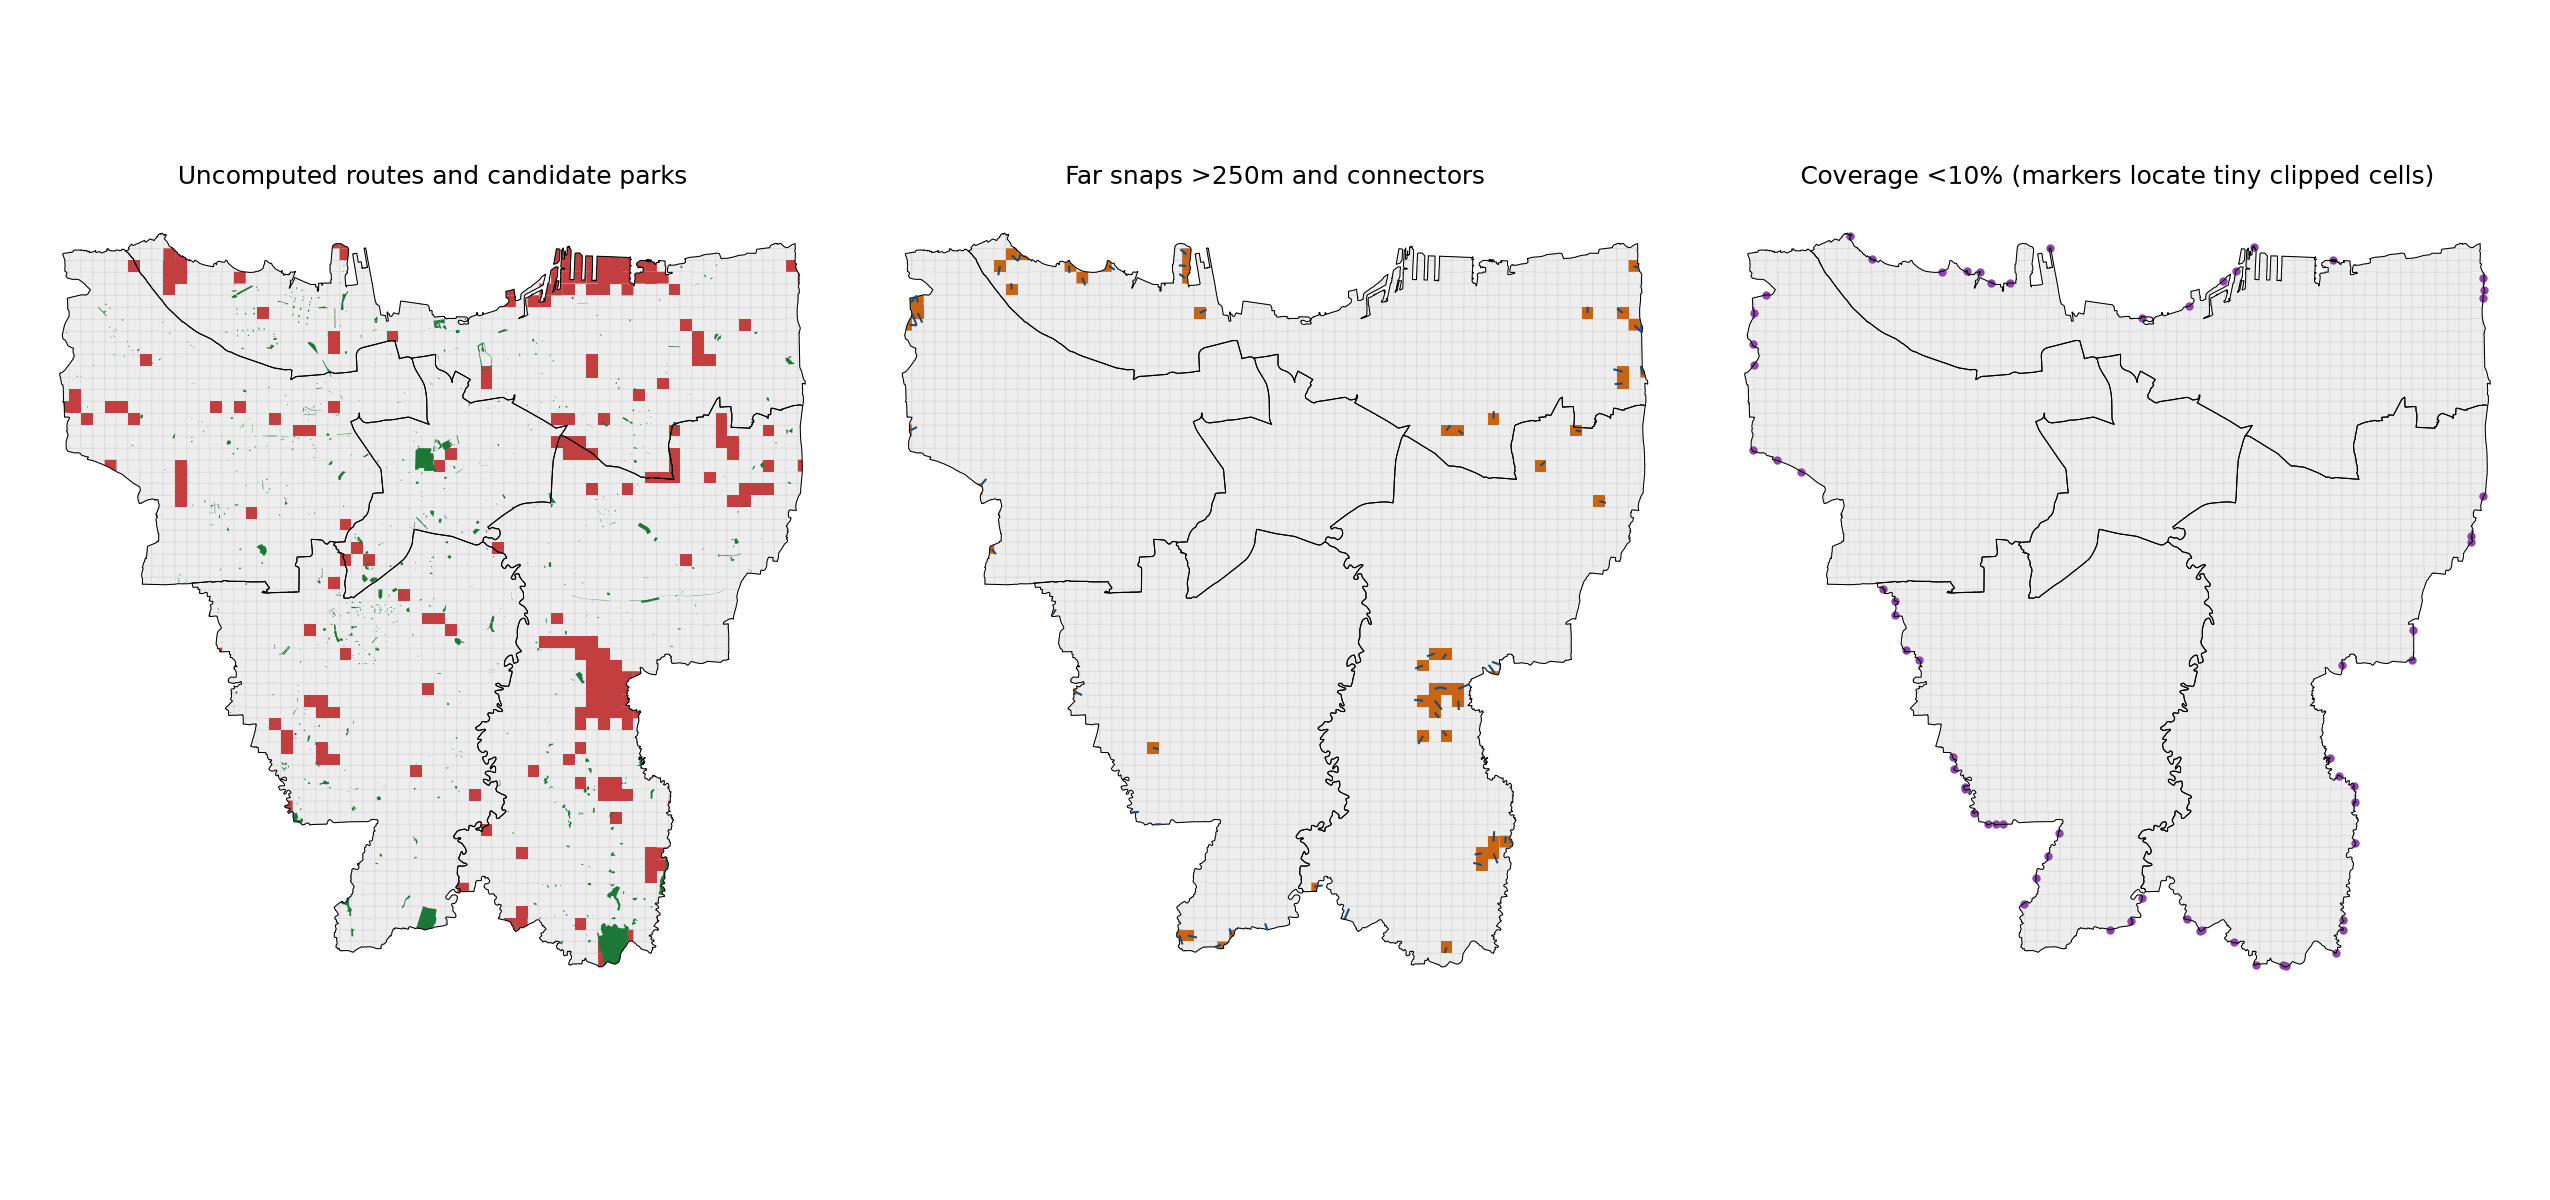 Uncomputed routes and candidate parks
Far snaps >250m and connectors
Coverage <10% (markers locate tiny clipped cells)